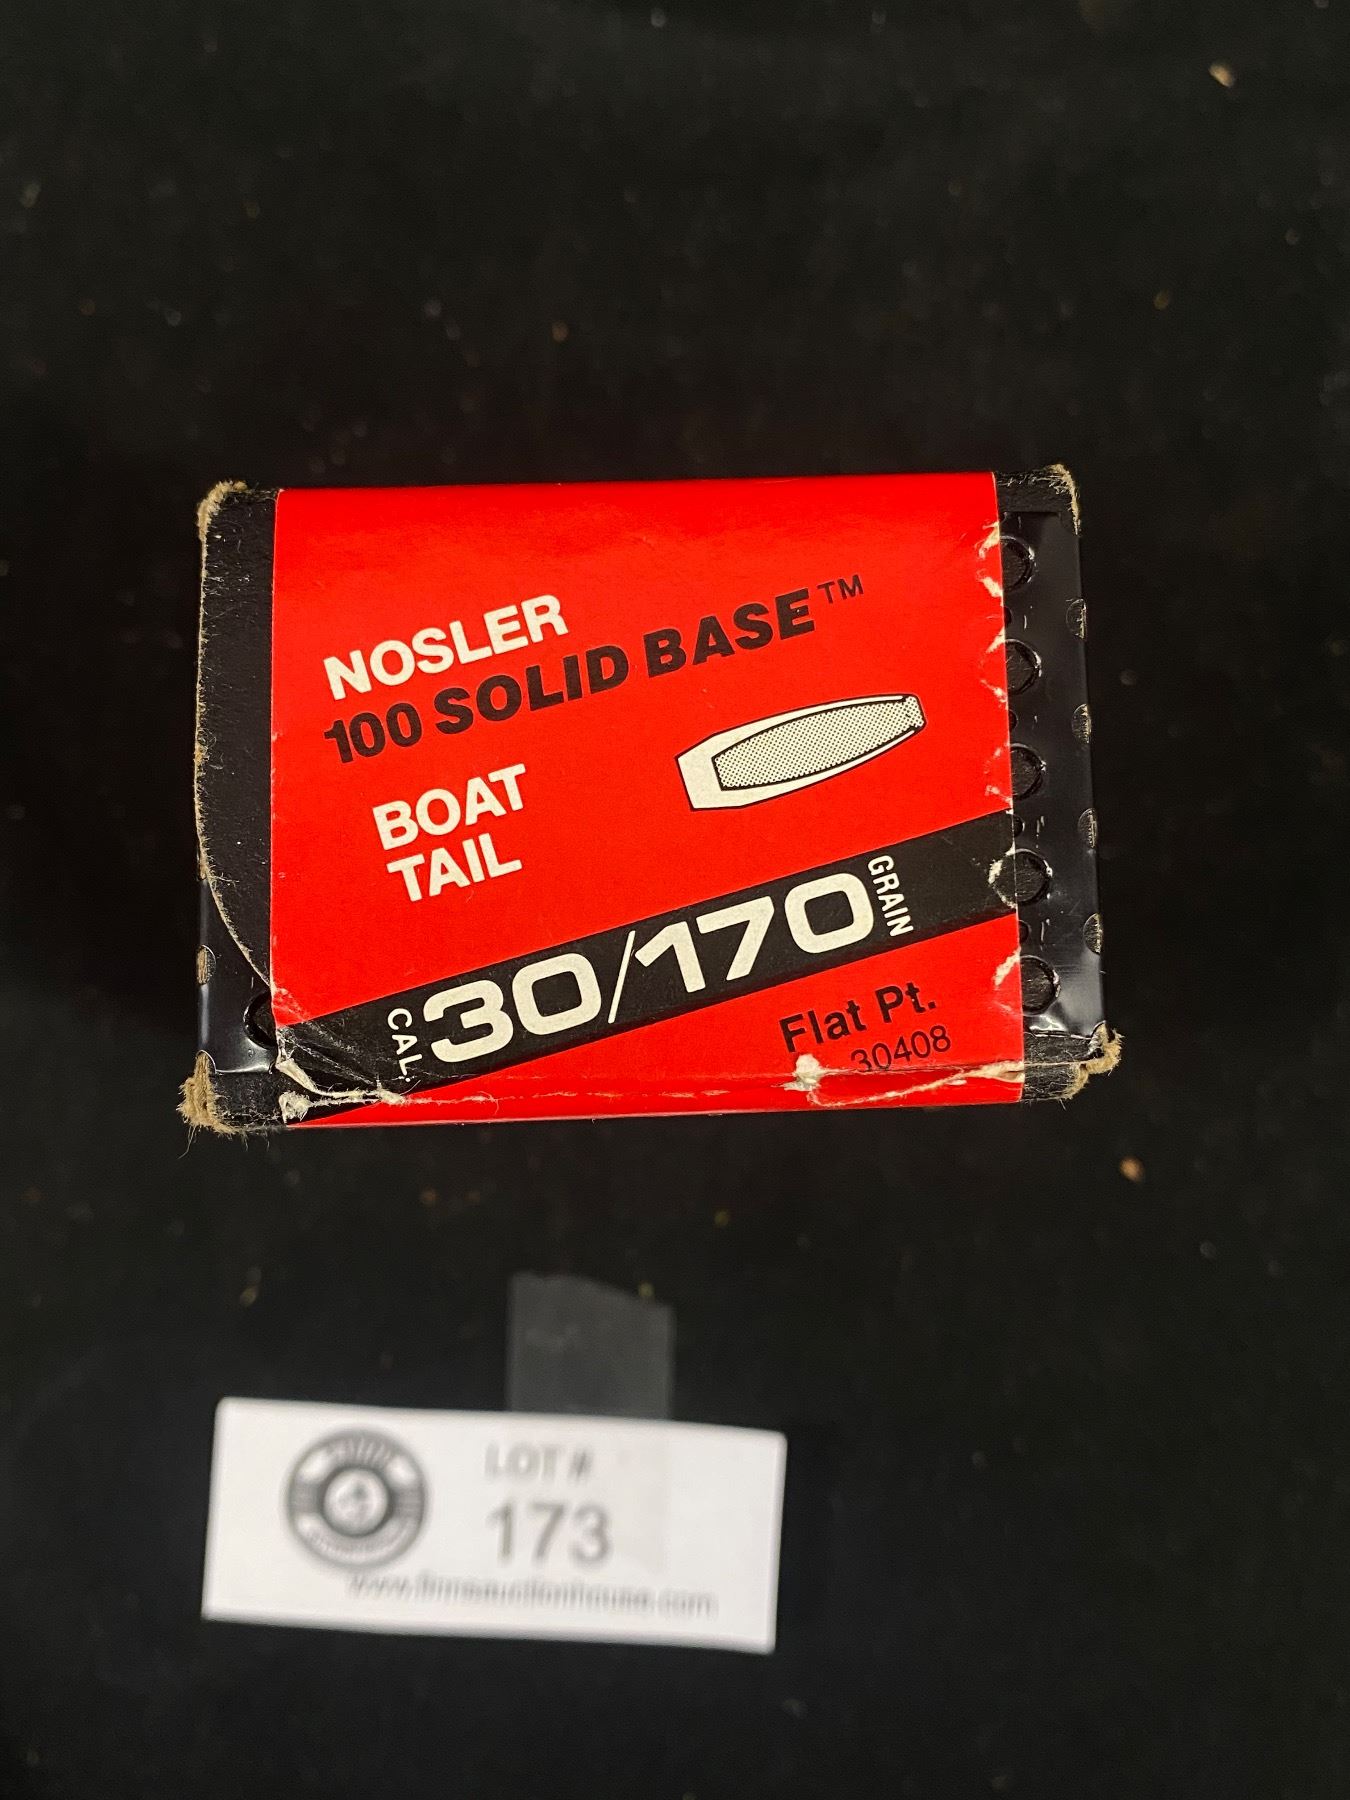 NOSLER
100 SOLID BASE™
BOAT
TAIL
CAL. 30/170 GRAIN
Flat Pt.
30408
LOT #
173